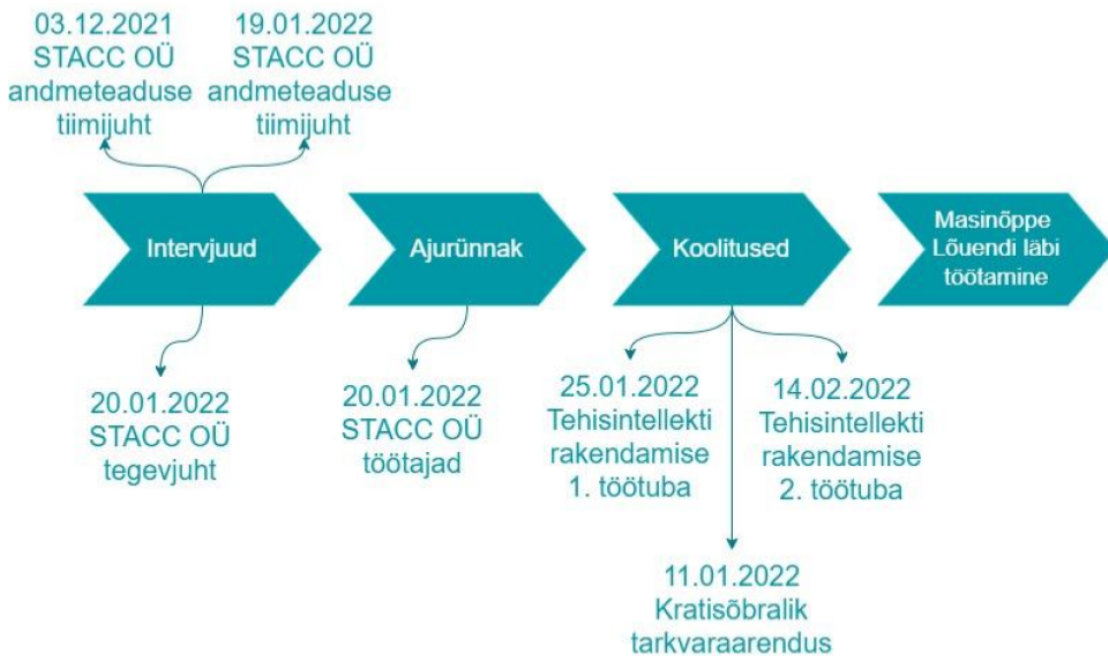 03.12.2021
STACC OÜ
andmeteaduse
tiimijuht
19.01.2022
STACC OÜ
andmeteaduse
tiimijuht
Intervjuud
Ajurünnak
Koolitused
Masinõppe
Lõuendi läbi
töötamine
20.01.2022
STACC OÜ
tegevjuht
20.01.2022
STACC OÜ
töötajad
25.01.2022
Tehisintellekti
rakendamise
1. töötuba
14.02.2022
Tehisintellekti
rakendamise
2. töötuba
11.01.2022
Kratisõbralik
tarkvaraarendus